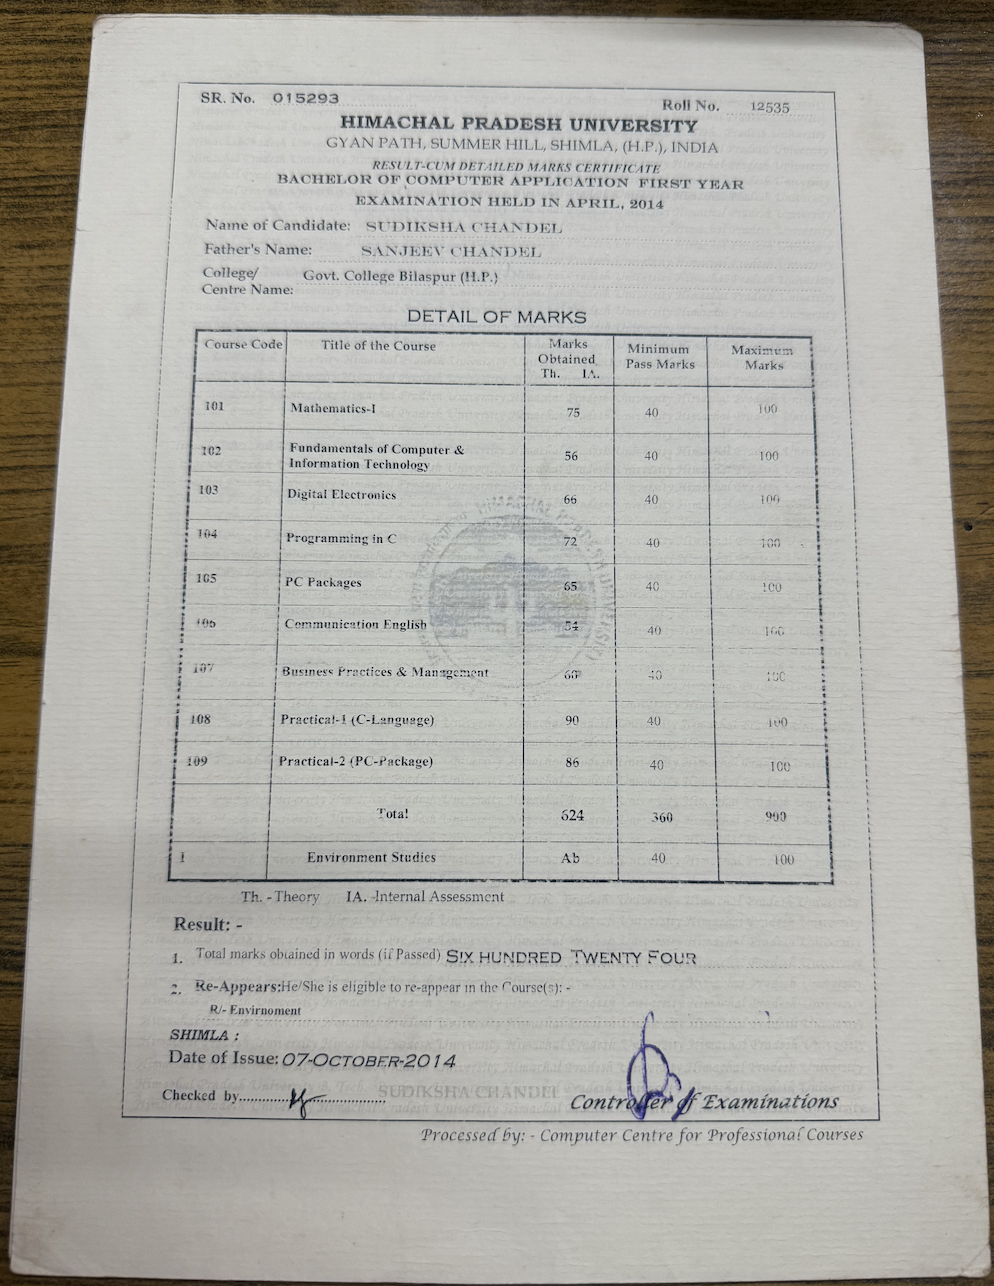 SR. No. 015293
Roll No. 12535
HIMACHAL PRADESH UNIVERSITY
GYAN PATH, SUMMER HILL, SHIMLA, (H.P.), INDIA
RESULT-CUM DETAILED MARKS CERTIFICATE
BACHELOR OF COMPUTER APPLICATION FIRST YEAR
EXAMINATION HELD IN APRIL, 2014
Name of Candidate: SUDIKSHA CHANDEL
Father's Name: SANJEEV CHANDEL
College/ Govt. College Bilaspur (H.P.)
Centre Name:
DETAIL OF MARKS
Course Code Title of the Course Marks Obtained Th. IA. Minimum Pass Marks Maximum Marks
101 Mathematics-I 75 40 100
102 Fundamentals of Computer & Information Technology 56 40 100
103 Digital Electronics 66 40 100
104 Programming in C 72 40 100
105 PC Packages 65 40 100
106 Communication English 54 40 100
107 Business Practices & Management 60 40 100
108 Practical-1 (C-Language) 90 40 100
109 Practical-2 (PC-Package) 86 40 100
Total 624 360 900
1 Environment Studies Ab 40 100
Th. - Theory IA. -Internal Assessment
Result: -
1. Total marks obtained in words (if Passed) SIX HUNDRED TWENTY FOUR
2. Re-Appears:He/She is eligible to re-appear in the Course(s): -
R/- Envirnoment
SHIMLA :
Date of Issue: 07-OCTOBER-2014
SUDIKSHA CHANDEL
Checked by....................
Controller of Examinations
Processed by: - Computer Centre for Professional Courses